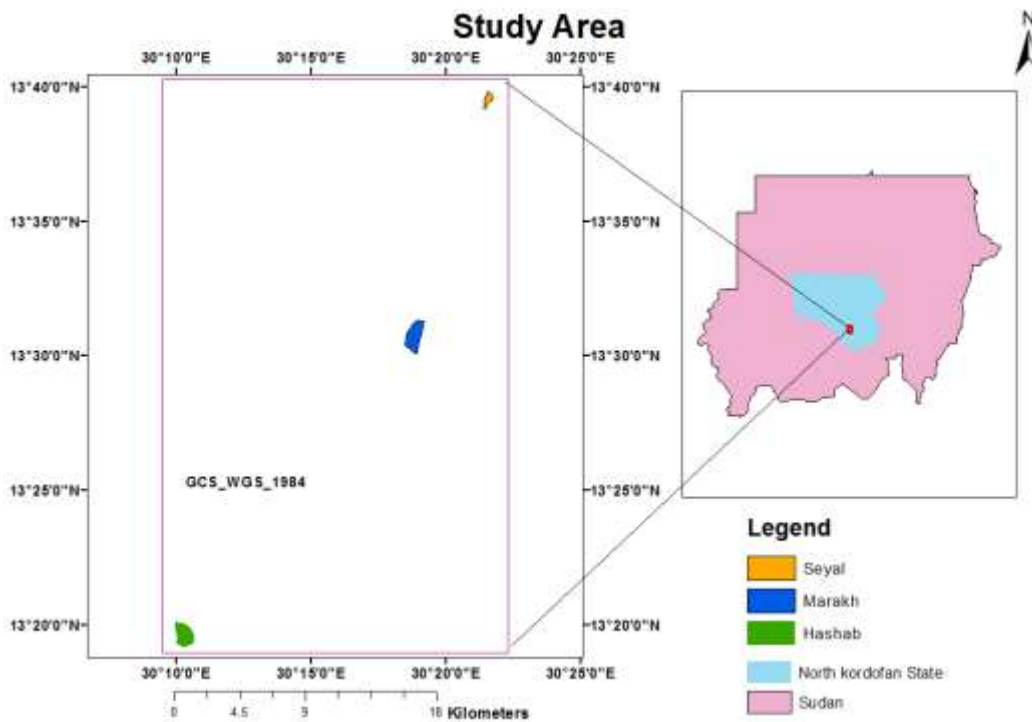 Study Area
N
30°10'0"E 30°15'0"E 30°20'0"E 30°25'0"E
13°40'0"N 13°40'0"N
13°35'0"N 13°35'0"N
13°30'0"N 13°30'0"N
GCS_WGS_1984
13°25'0"N 13°25'0"N
13°20'0"N 13°20'0"N
30°10'0"E 30°15'0"E 30°20'0"E 30°25'0"E
0 4.5 9 18 Kilometers
Legend
Seyal
Marakh
Hashab
North kordofan State
Sudan